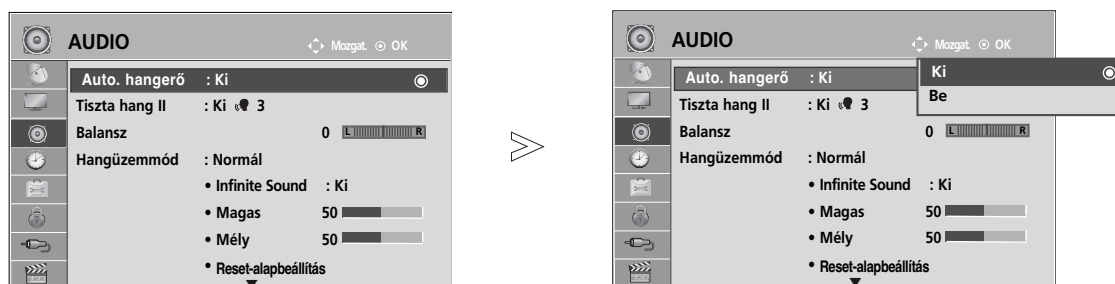 AUDIO Mozgat. OK
Auto. hangerő : Ki
Tiszta hang II : Ki 3
Balansz 0 L R
Hangüzemmód : Normál
• Infinite Sound : Ki
• Magas 50
• Mély 50
• Reset-alapbeállítás
AUDIO Mozgat. OK
Auto. hangerő : Ki
Ki
Be
Tiszta hang II : Ki 3
Balansz 0 L R
Hangüzemmód : Normál
• Infinite Sound : Ki
• Magas 50
• Mély 50
• Reset-alapbeállítás